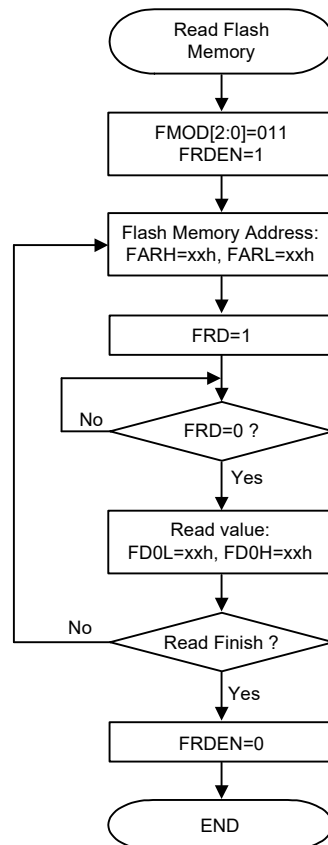 Read Flash
Memory
FMOD[2:0]=011
FRDEN=1
Flash Memory Address:
FARH=xxh, FARL=xxh
FRD=1
No
FRD=0 ?
Yes
Read value:
FD0L=xxh, FD0H=xxh
No
Read Finish ?
Yes
FRDEN=0
END